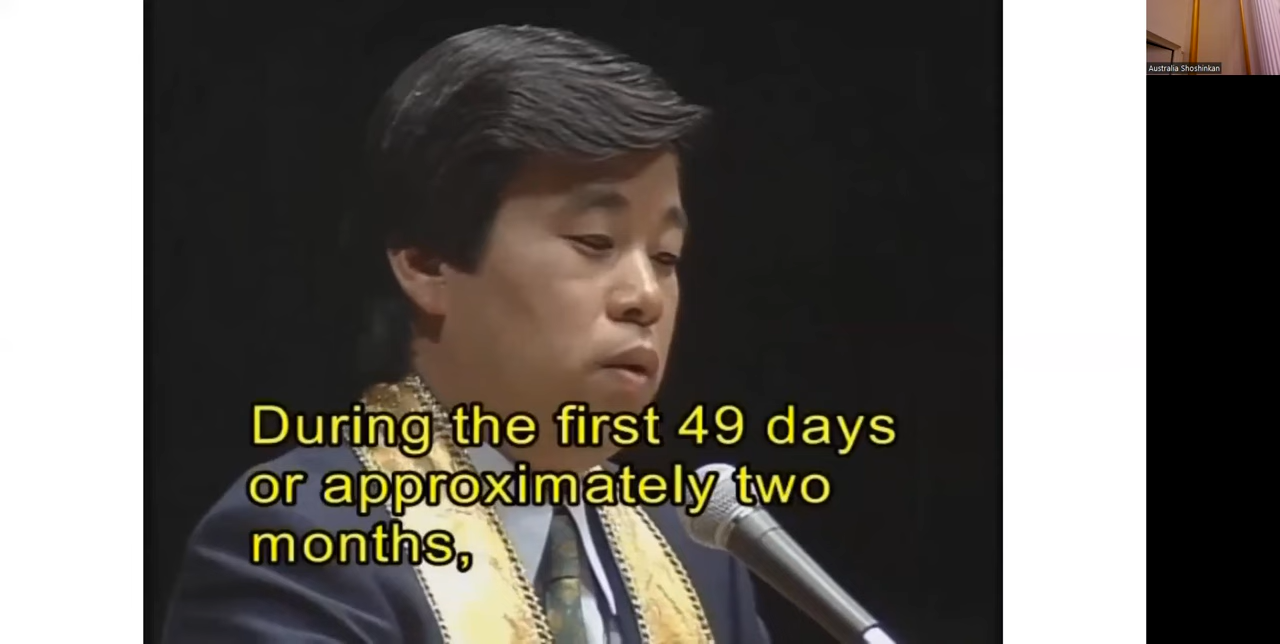 During the first 49 days
or approximately two
months,
Australia Shoshinkan